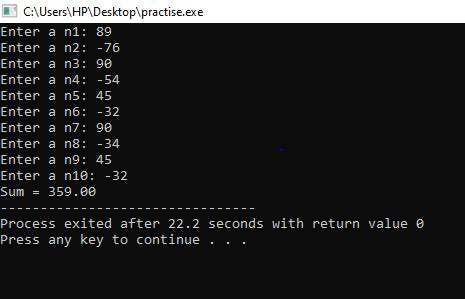 C:\Users\HP\Desktop\practise.exe
Enter a n1: 89
Enter a n2: -76
Enter a n3: 90
Enter a n4: -54
Enter a n5: 45
Enter a n6: -32
Enter a n7: 90
Enter a n8: -34
Enter a n9: 45
Enter a n10: -32
Sum = 359.00
--------------------------------
Process exited after 22.2 seconds with return value 0
Press any key to continue . . .